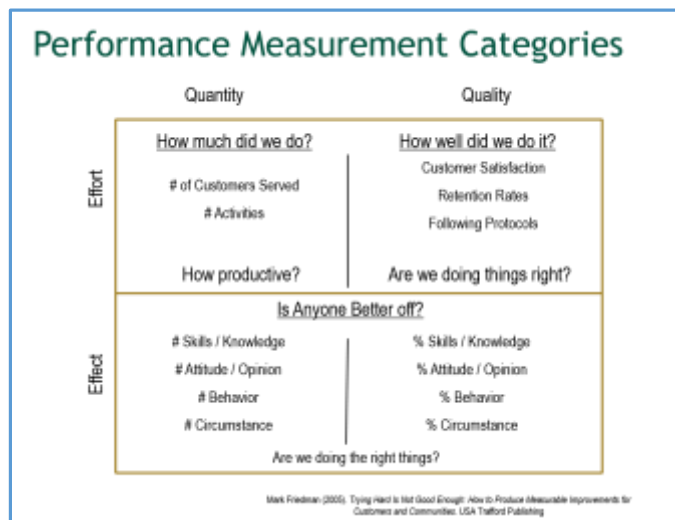 Performance Measurement Categories
Quantity
Quality
Effort
How much did we do?
# of Customers Served
# Activities
How productive?
How well did we do it?
Customer Satisfaction
Retention Rates
Following Protocols
Are we doing things right?
Effect
Is Anyone Better off?
# Skills / Knowledge
# Attitude / Opinion
# Behavior
# Circumstance
% Skills / Knowledge
% Attitude / Opinion
% Behavior
% Circumstance
Are we doing the right things?
Mark Friedman (2005). Trying Hard Is Not Good Enough: How to Produce Measurable Improvements for
Customers and Communities. USA Trafford Publishing